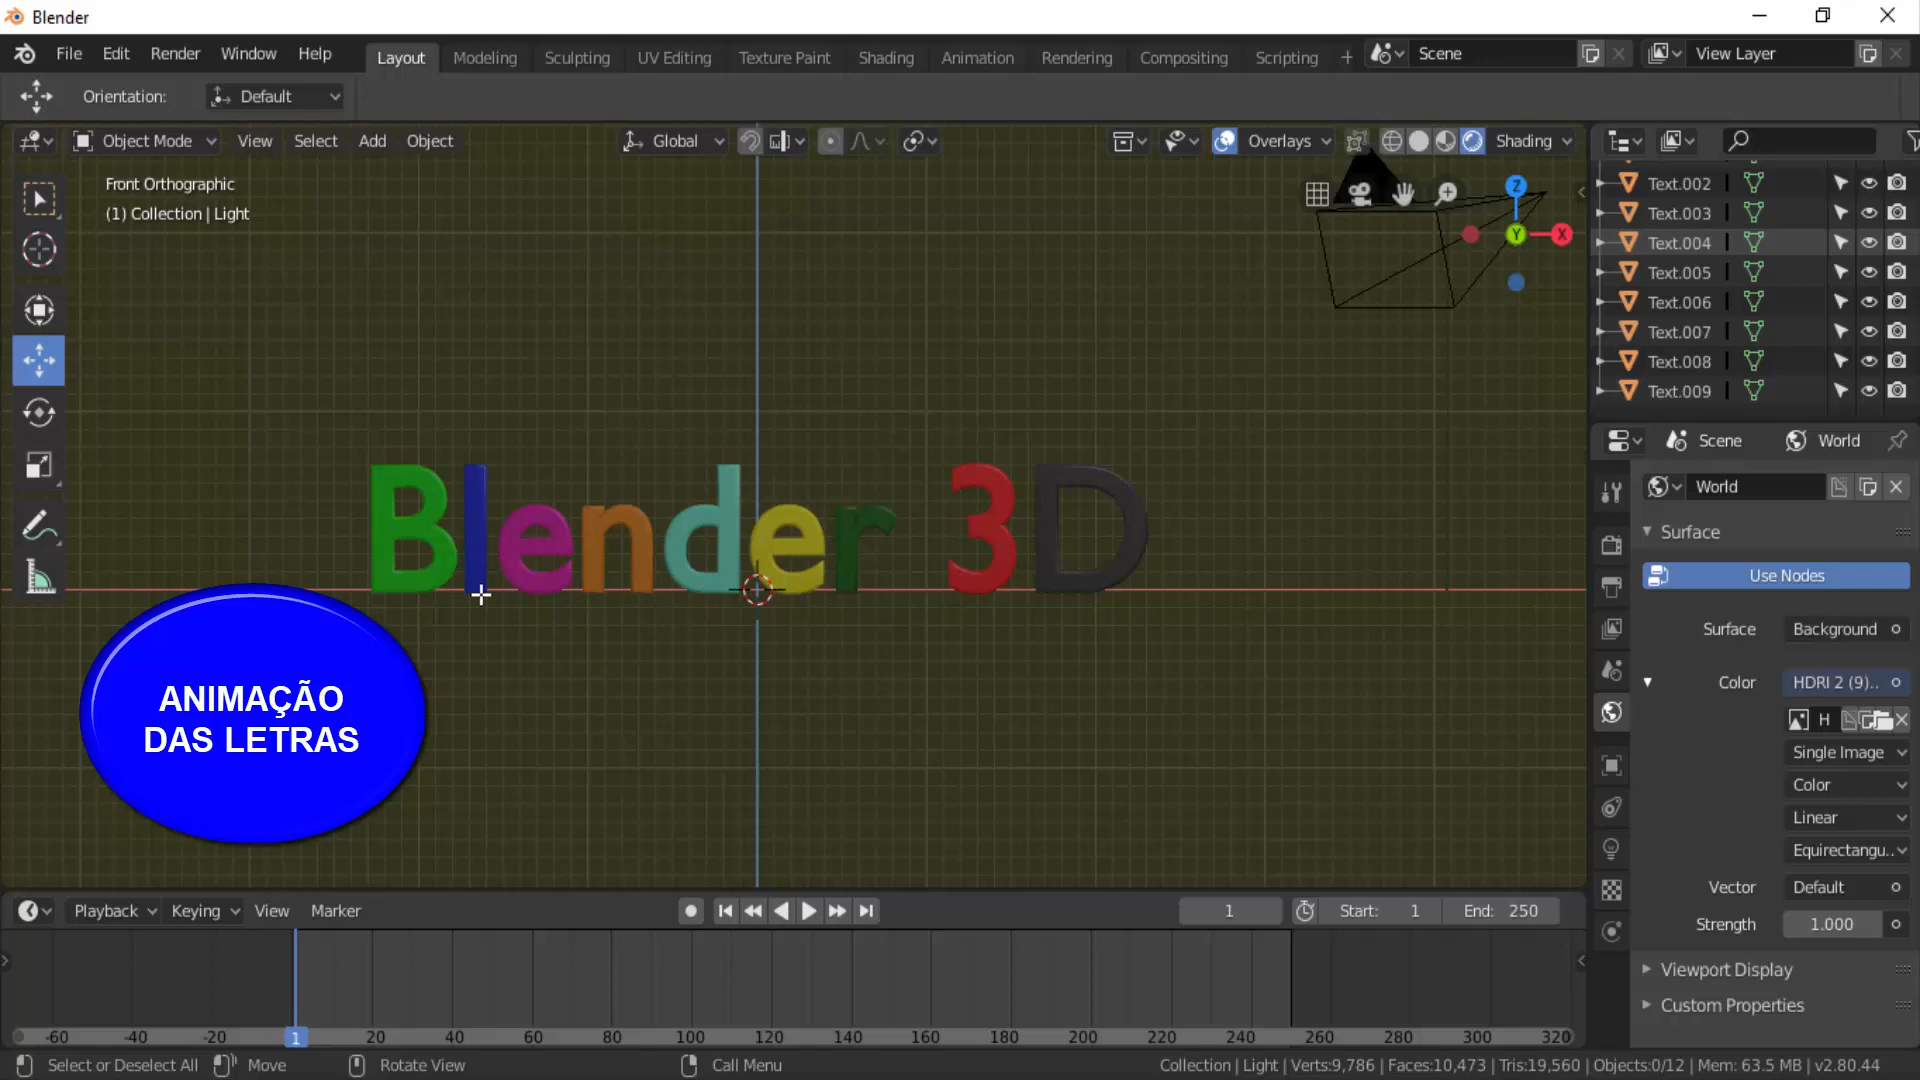 Blender
File Edit Render Window Help Layout Modeling Sculpting UV Editing Texture Paint Shading Animation Rendering Compositing Scripting + Scene View Layer
Orientation: Default
Object Mode View Select Add Object Global Overlays Shading
Front Orthographic
(1) Collection | Light
Z
Y
X
Text.002
Text.003
Text.004
Text.005
Text.006
Text.007
Text.008
Text.009
Blender 3D
ANIMAÇÃO
DAS LETRAS
Scene World
World
Surface
Use Nodes
Surface Background
Color HDRI 2 (9)..
H
Single Image
Color
Linear
Equirectangu..
Vector Default
Strength 1.000
Viewport Display
Custom Properties
Playback Keying View Marker 1 Start: 1 End: 250
-60 -40 -20 1 20 40 60 80 100 120 140 160 180 200 220 240 260 280 300 320
Select or Deselect All Move Rotate View Call Menu Collection | Light | Verts:9,786 | Faces:10,473 | Tris:19,560 | Objects:0/12 | Mem: 63.5 MB | v2.80.44